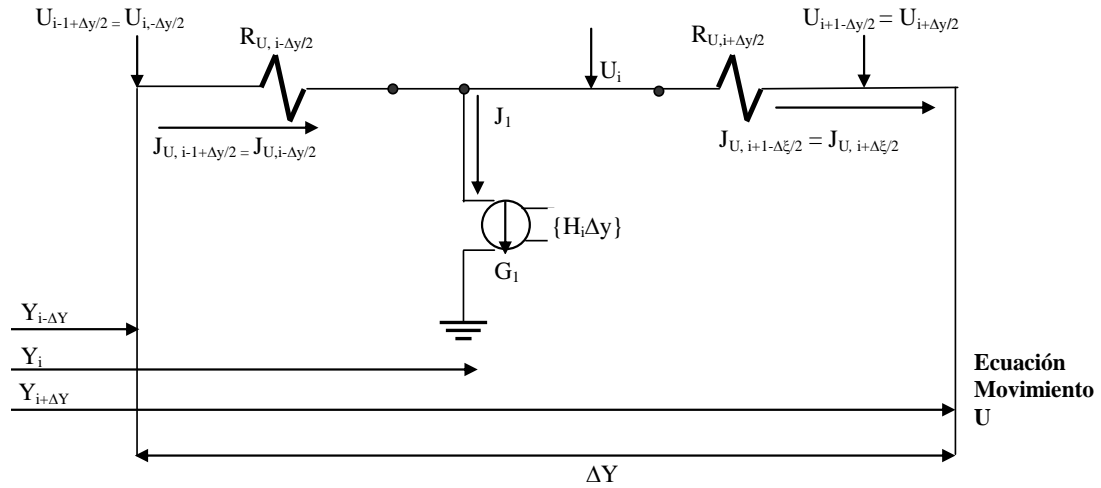 U_{i-1+Δy/2} = U_{i,-Δy/2}
U_{i+1-Δy/2} = U_{i+Δy/2}
R_{U, i-Δy/2}
R_{U,i+Δy/2}
U_i
J_1
J_{U, i-1+Δy/2} = J_{U,i-Δy/2}
J_{U, i+1-Δξ/2} = J_{U, i+Δξ/2}
{H_iΔy}
G_1
Y_{i-ΔY}
Y_i
Y_{i+ΔY}
Ecuación
Movimiento
U
ΔY